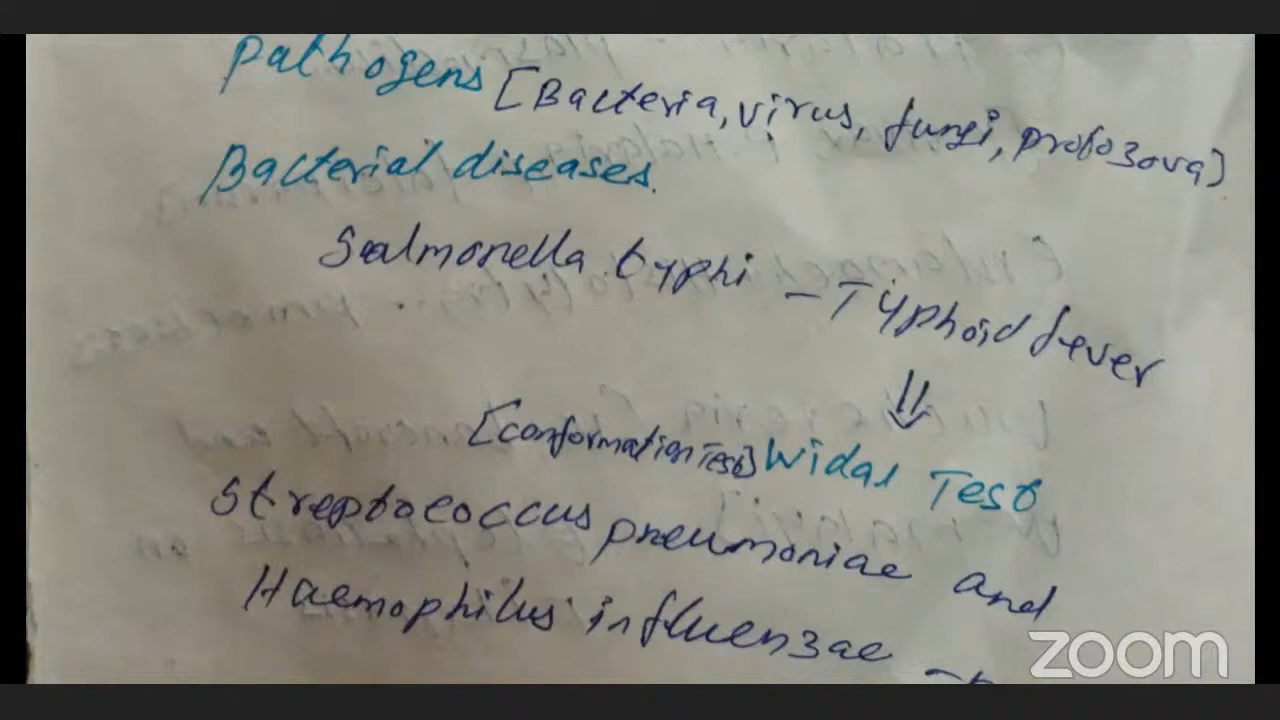 Pathogens [Bacteria, virus, fungi, protozova]
Bacterial diseases.
Salmonella typhi – Typhoid fever
⇓
[conformation Test] Widal Test
Streptococcus pneumoniae and
Haemophilus influenzae –
zoom